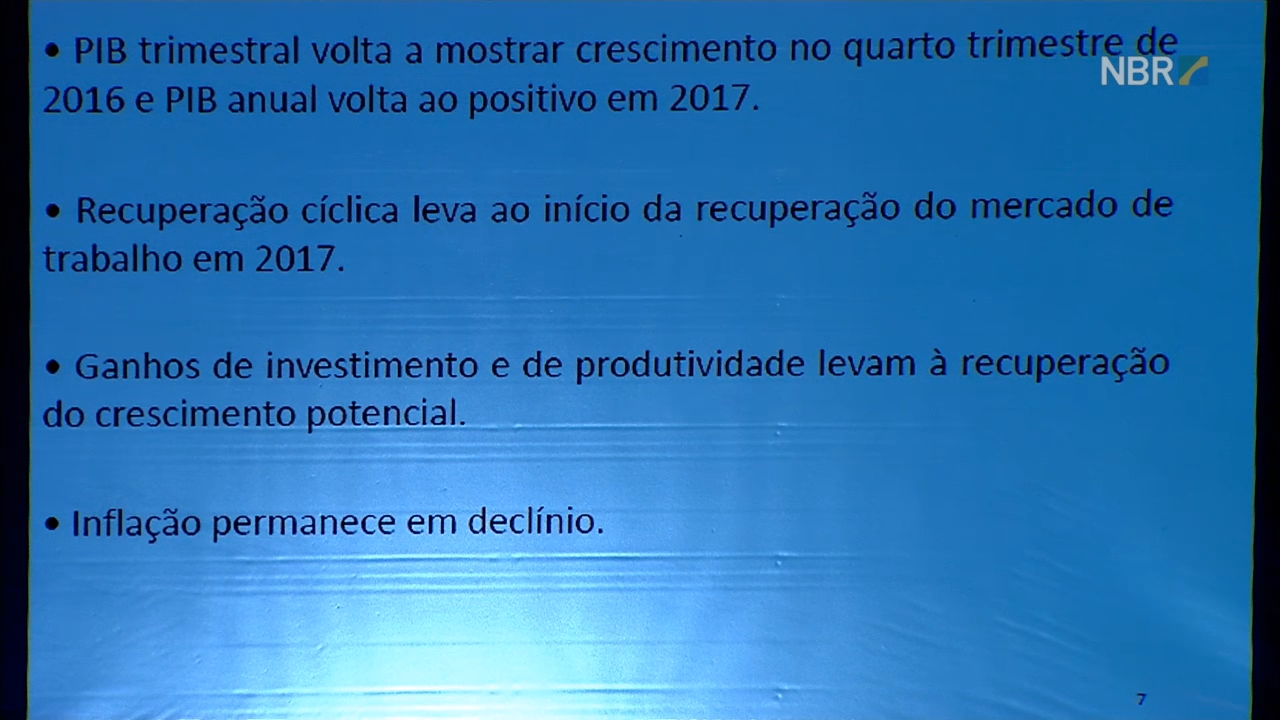 • PIB trimestral volta a mostrar crescimento no quarto trimestre de
NBR
2016 e PIB anual volta ao positivo em 2017.
• Recuperação cíclica leva ao início da recuperação do mercado de
trabalho em 2017.
• Ganhos de investimento e de produtividade levam à recuperação
do crescimento potencial.
• Inflação permanece em declínio.
7